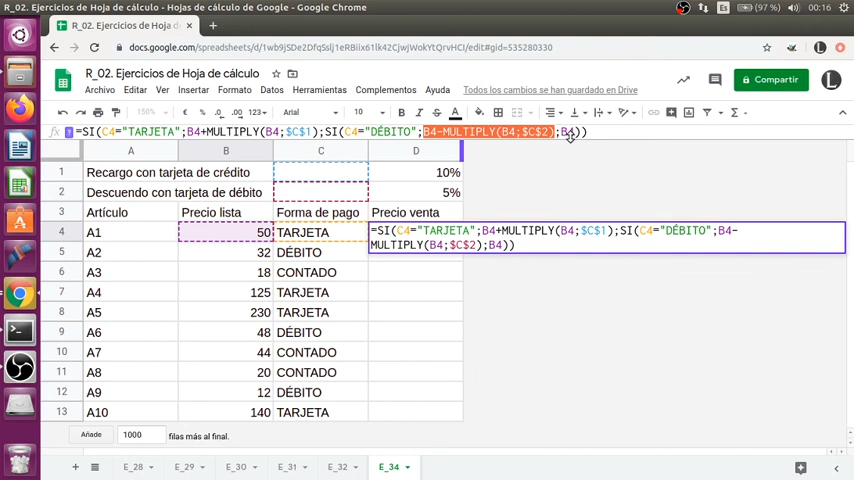 R_02. Ejercicios de Hoja de cálculo - Hojas de cálculo de Google - Google Chrome
Es (97 %) 00:16
R_02. Ejercicios de Hoja de cálculo
docs.google.com/spreadsheets/d/1wb9jSDe2DfqSslj1eRBiix61lk42CjwjWokYtQrvHCI/edit#gid=535280330
R_02. Ejercicios de Hoja de cálculo
Archivo Editar Ver Insertar Formato Datos Herramientas Complementos Ayuda Todos los cambios se han guardado en Drive
Compartir
150% € % .0 .00 123 Arial 10 B I S A
fx ? =SI(C4="TARJETA";B4+MULTIPLY(B4;$C$1);SI(C4="DÉBITO";B4-MULTIPLY(B4;$C$2);B4))
A B C D
1 Recargo con tarjeta de crédito 10%
2 Descuendo con tarjeta de débito 5%
3 Artículo Precio lista Forma de pago Precio venta
4 A1 50 TARJETA =SI(C4="TARJETA";B4+MULTIPLY(B4;$C$1);SI(C4="DÉBITO";B4-
5 A2 32 DÉBITO MULTIPLY(B4;$C$2);B4))
6 A3 18 CONTADO
7 A4 125 TARJETA
8 A5 230 TARJETA
9 A6 48 DÉBITO
10 A7 44 CONTADO
11 A8 20 CONTADO
12 A9 12 DÉBITO
13 A10 140 TARJETA
Añade 1000 filas más al final.
E_28 E_29 E_30 E_31 E_32 E_34